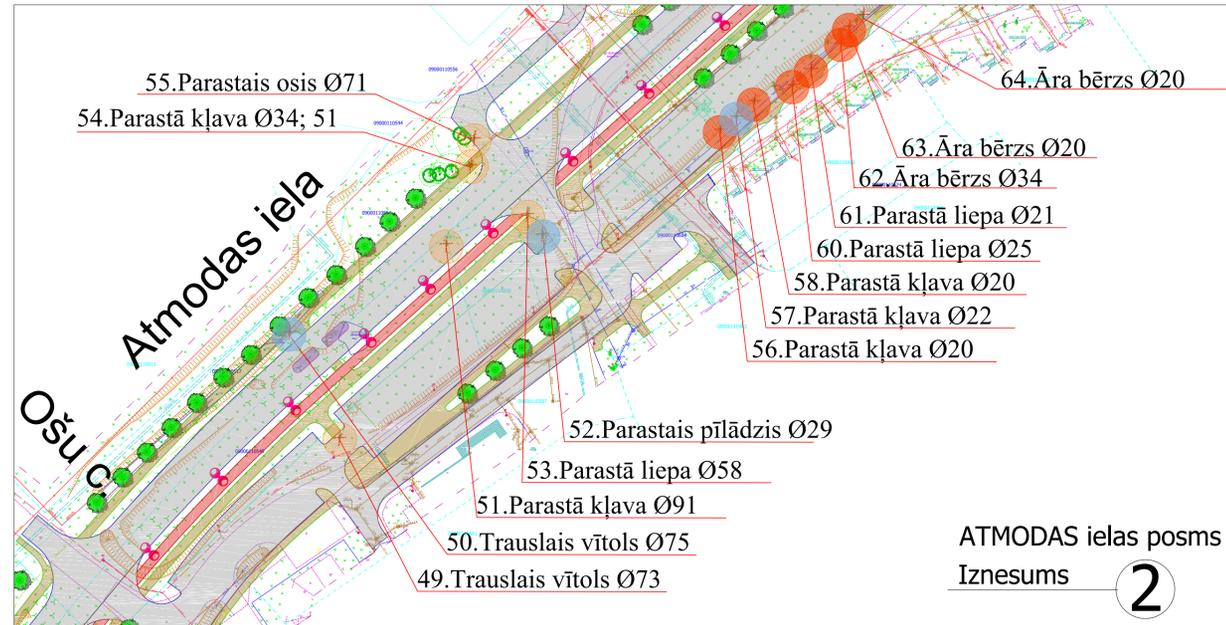 55.Parastais osis Ø71
54.Parastā kļava Ø34; 51
Atmodas iela
Ošu c.
64.Āra bērzs Ø20
63.Āra bērzs Ø20
62.Āra bērzs Ø34
61.Parastā liepa Ø21
60.Parastā liepa Ø25
58.Parastā kļava Ø20
57.Parastā kļava Ø22
56.Parastā kļava Ø20
52.Parastais pīlādzis Ø29
53.Parastā liepa Ø58
51.Parastā kļava Ø91
50.Trauslais vītols Ø75
49.Trauslais vītols Ø73
ATMODAS ielas posms
Iznesums
2